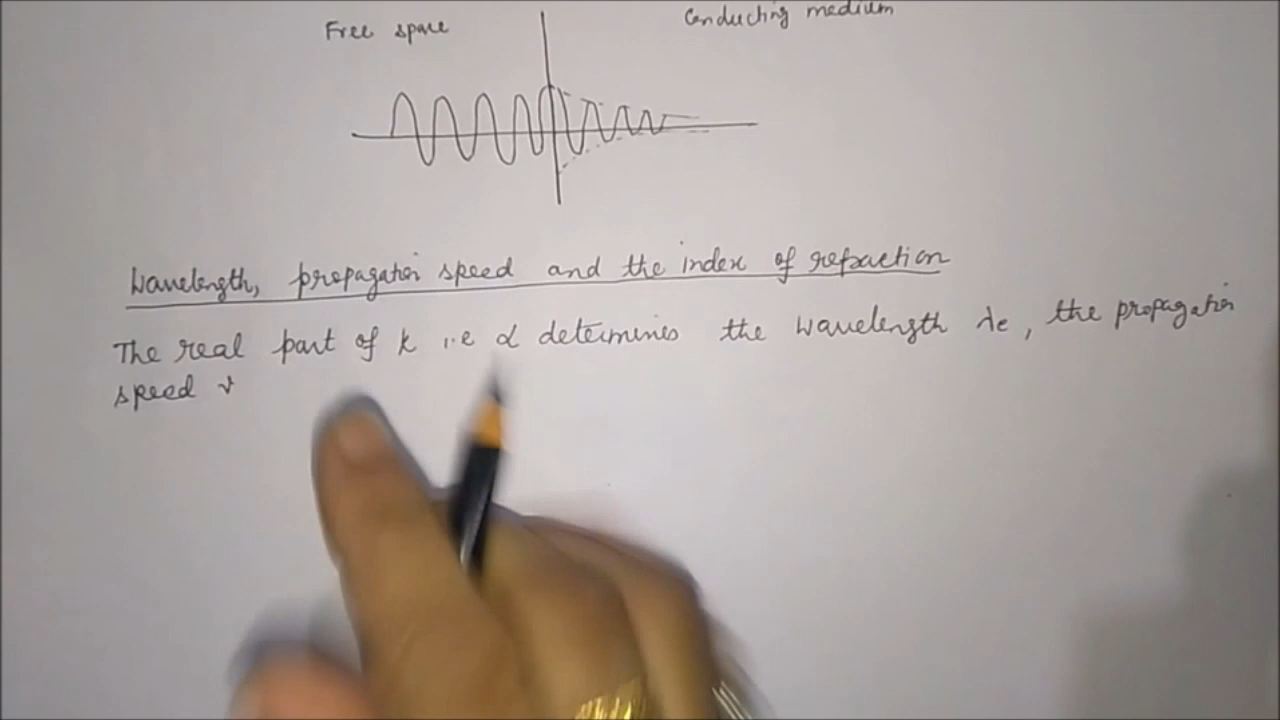 Free space
Conducting medium
Wavelength, propagation speed and the index of refraction
The real part of k i.e α determines the wavelength λe, the propagation
speed v